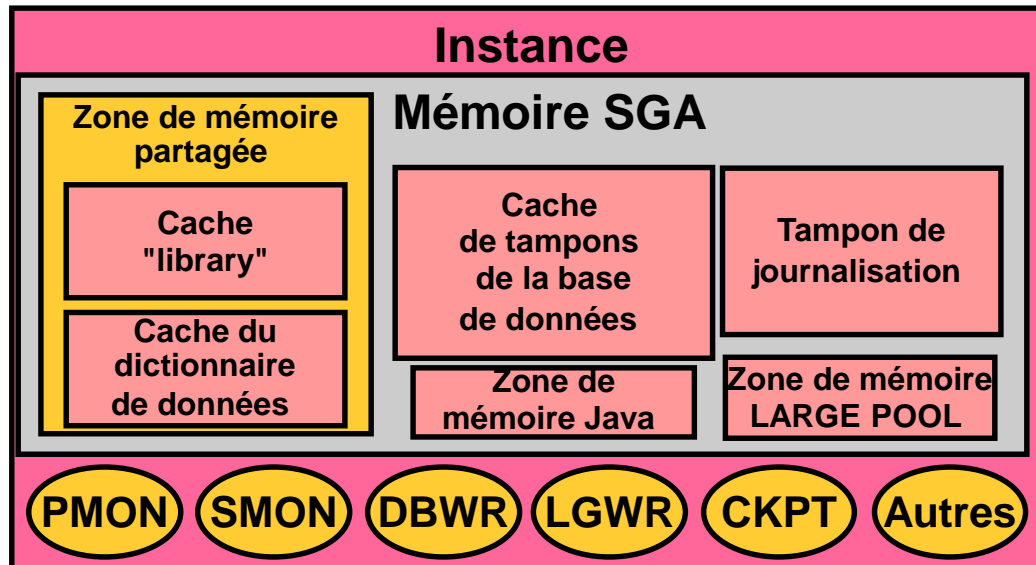 Instance
Mémoire SGA
Zone de mémoire
partagée
Cache
"library"
Cache du
dictionnaire
de données
Cache
de tampons
de la base
de données
Tampon de
journalisation
Zone de
mémoire Java
Zone de mémoire
LARGE POOL
PMON
SMON
DBWR
LGWR
CKPT
Autres